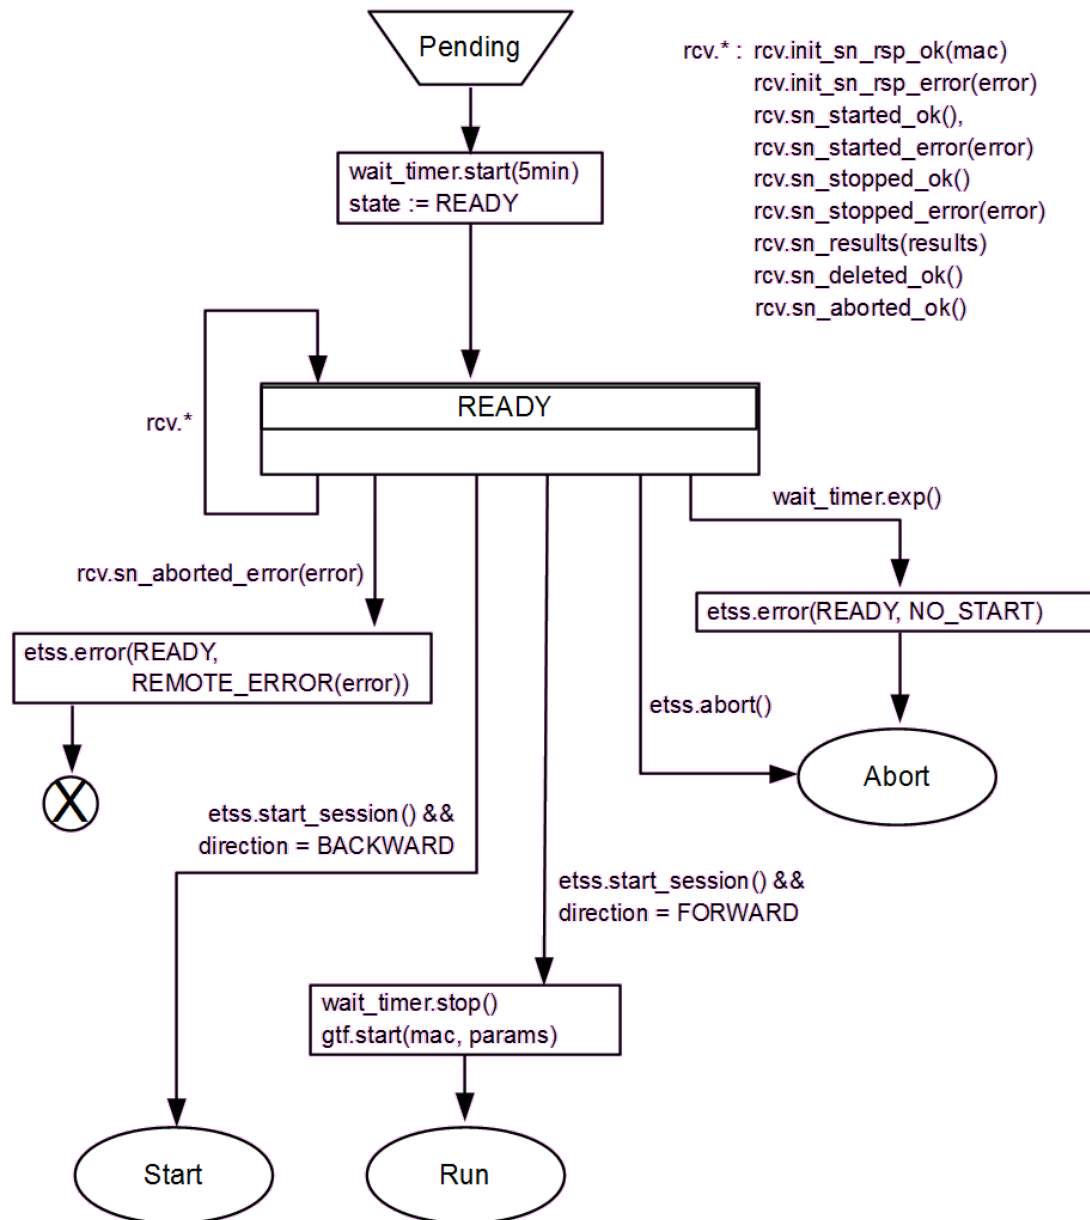 Pending
rcv.* : rcv.init_sn_rsp_ok(mac)
rcv.init_sn_rsp_error(error)
rcv.sn_started_ok(),
rcv.sn_started_error(error)
rcv.sn_stopped_ok()
rcv.sn_stopped_error(error)
rcv.sn_results(results)
rcv.sn_deleted_ok()
rcv.sn_aborted_ok()
wait_timer.start(5min)
state := READY
READY
rcv.*
wait_timer.exp()
rcv.sn_aborted_error(error)
etss.error(READY, NO_START)
etss.error(READY,
REMOTE_ERROR(error))
etss.abort()
Abort
X
etss.start_session() &&
direction = BACKWARD
etss.start_session() &&
direction = FORWARD
wait_timer.stop()
gtf.start(mac, params)
Start
Run